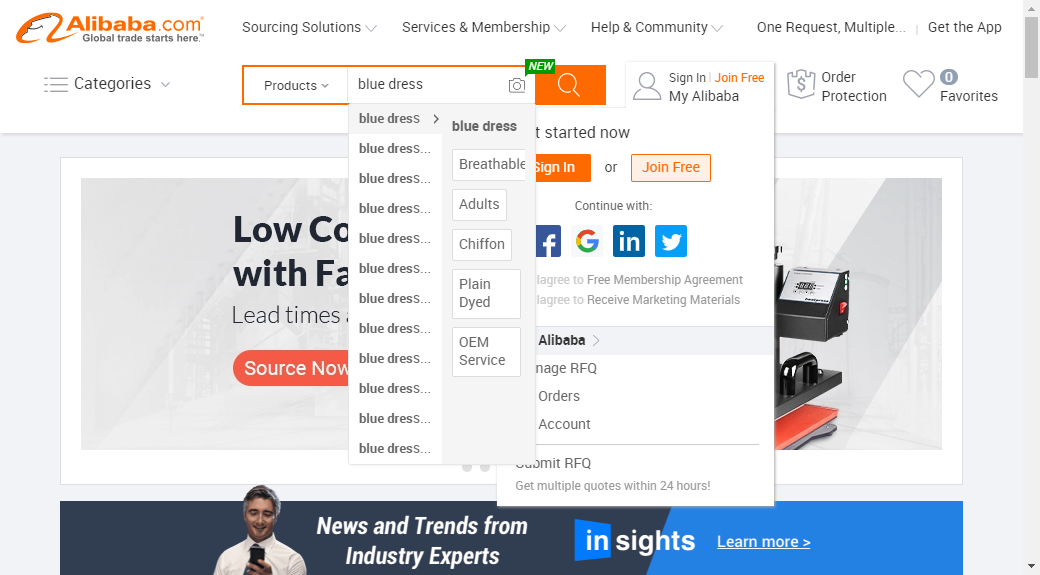 Alibaba.com
Global trade starts here.™
Sourcing Solutions
Services & Membership
Help & Community
One Request, Multiple...
Get the App
Categories
Products
blue dress
NEW
Sign In
Join Free
My Alibaba
Order
Protection
0
Favorites
blue dress
blue dress...
blue dress...
blue dress...
blue dress...
blue dress...
blue dress...
blue dress...
blue dress...
blue dress...
blue dress...
blue dress...
blue dress
Breathable
Adults
Chiffon
Plain
Dyed
OEM
Service
t started now
Sign In
or
Join Free
Continue with:
agree to Free Membership Agreement
agree to Receive Marketing Materials
Alibaba
nage RFQ
Orders
Account
Submit RFQ
Get multiple quotes within 24 hours!
Low Co
with Fa
Lead times
Source Now
News and Trends from
Industry Experts
in sights
Learn more >